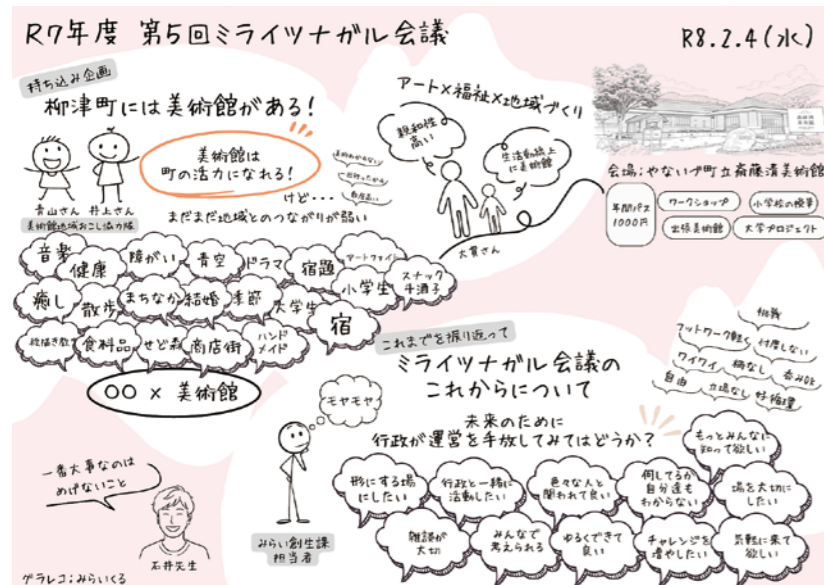 R7年度 第5回ミライツナガル会議
R8.2.4(水)
持ち込み企画
柳津町には美術館がある!
美術館は
町の活力になれる!
青山さん
井上さん
美術館地域おこし協力隊
けど…
まだまだ地域とのつながりが弱い
アート×福祉×地域づくり
親和性
高い
生活動線上
に美術館
大貫さん
会場;やないづ町立斎藤清美術館
年間パス
1000円
ワークショップ
小学校の授業
出張美術館
大学プロジェクト
音楽
健康
障がい
青空
ドラマ
宿題
アートフェイト
癒し
散歩
まちなか
結婚
季節
大学生
小学生
スナック
千酒子
宿
絵描き教室
食料品
せど森
商店街
ハンド
メイド
〇〇 × 美術館
これまでを振り返って
ミライツナガル会議の
これからについて
モヤモヤ
未来のために
行政が運営を手放してみてはどうか?
みらい創生課
担当者
挑戦
フットワーク軽く
忖度しない
ワイワイ
柵なし
呑みOK
自由
立場なし
好循環
もっとみんなに
知って欲しい
形にする場
にしたい
行政と一緒に
活動したい
色々な人と
関われて良い
何してるか
自分達も
わからない
場を大切に
したい
雑談が
大切
みんなで
考えられる
ゆるくできて
良い
チャレンジを
増やしたい
気軽に来て
欲しい
一番大事なのは
めげないこと
石井先生
グラレコ;みらいくる